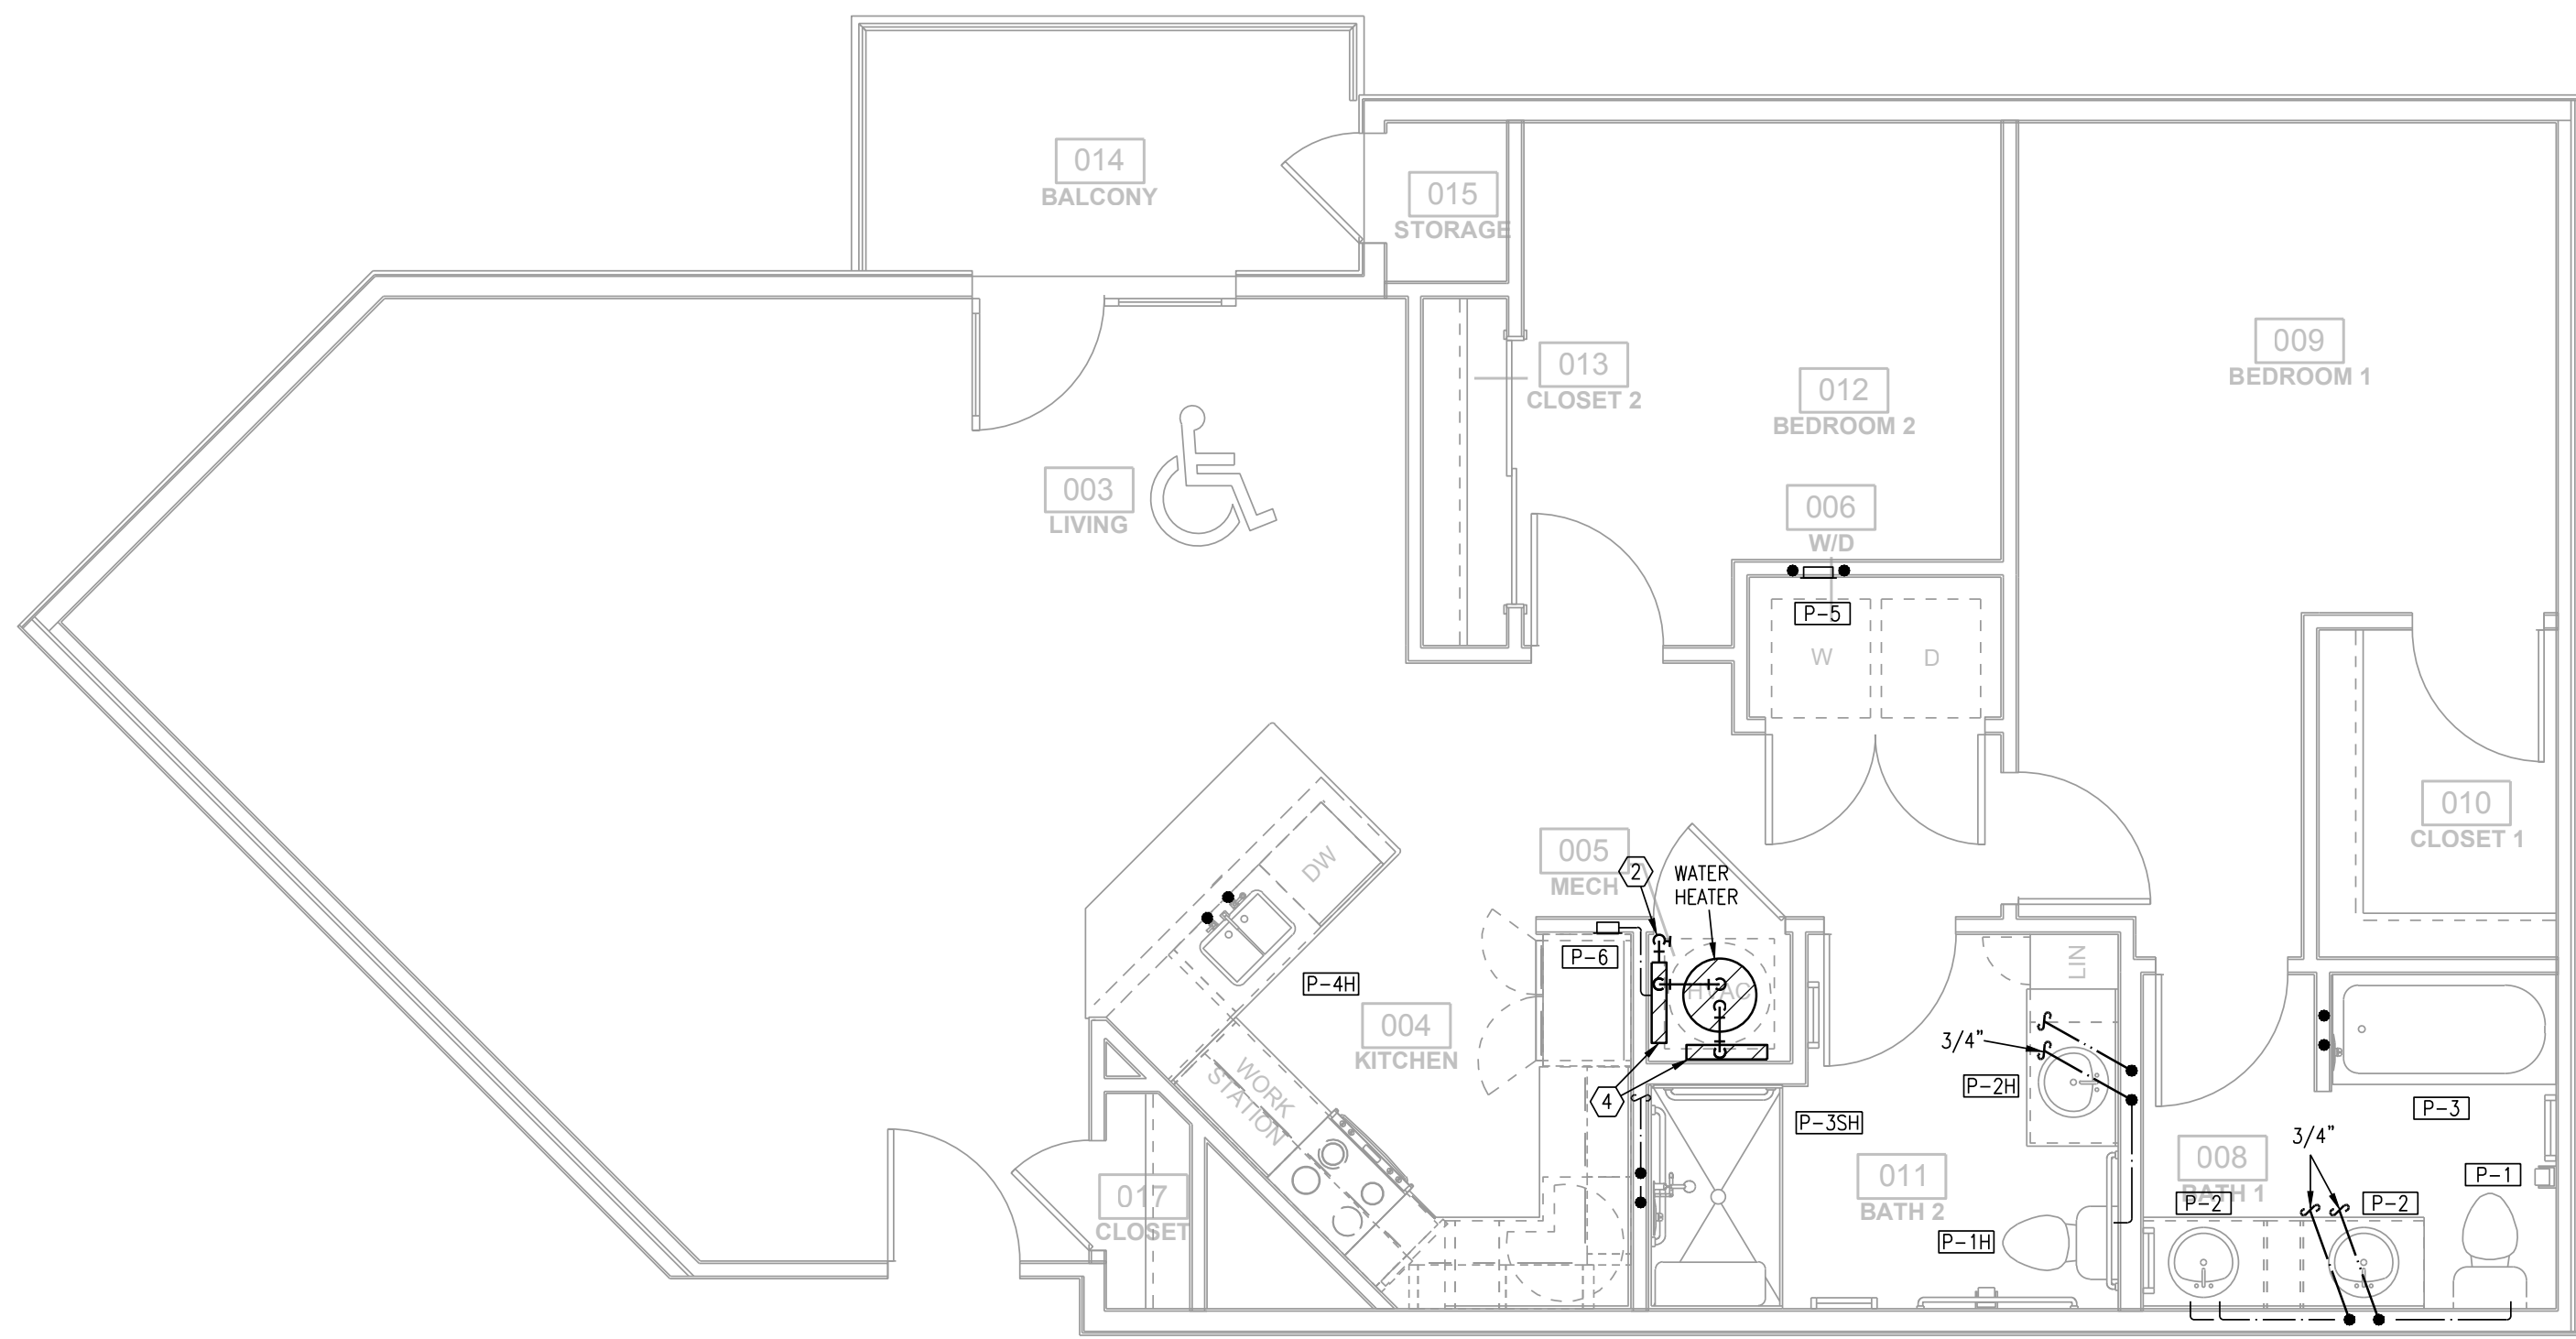 014
BALCONY
015
STORAGE
009
BEDROOM 1
013
CLOSET 2
012
BEDROOM 2
003
LIVING
006
W/D
P-5
W
D
010
CLOSET 1
005
MECH
2
WATER
HEATER
DW
P-6
HVAC
LIN
P-4H
004
KITCHEN
3/4"
P-2H
4
WORK
STATION
P-3SH
P-3
3/4"
011
BATH 2
008
BATH 1
P-1
017
CLOSET
P-2
P-2
P-1H